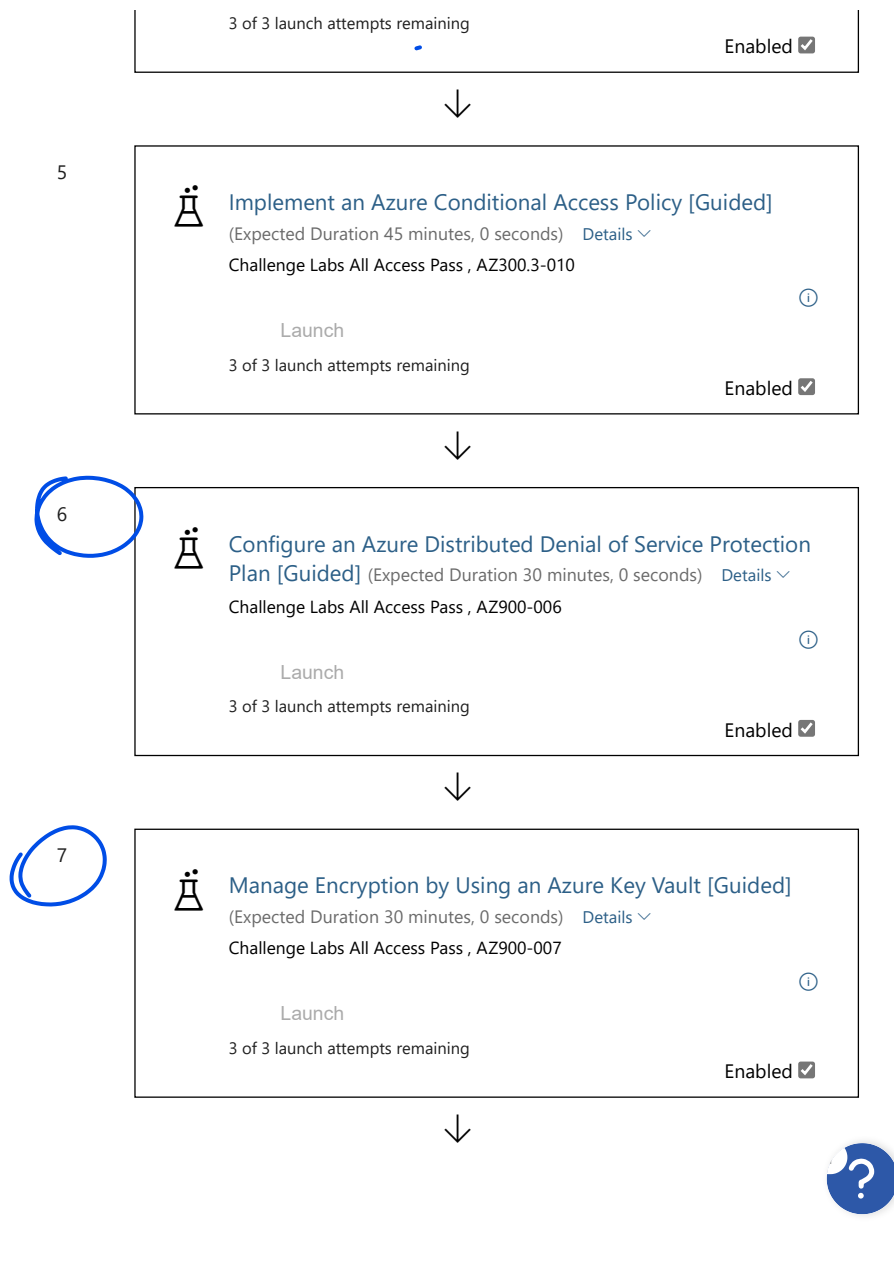 3 of 3 launch attempts remaining
Enabled
5
Implement an Azure Conditional Access Policy [Guided]
(Expected Duration 45 minutes, 0 seconds) Details
Challenge Labs All Access Pass , AZ300.3-010
Launch
3 of 3 launch attempts remaining
Enabled
6
Configure an Azure Distributed Denial of Service Protection
Plan [Guided] (Expected Duration 30 minutes, 0 seconds) Details
Challenge Labs All Access Pass , AZ900-006
Launch
3 of 3 launch attempts remaining
Enabled
7
Manage Encryption by Using an Azure Key Vault [Guided]
(Expected Duration 30 minutes, 0 seconds) Details
Challenge Labs All Access Pass , AZ900-007
Launch
3 of 3 launch attempts remaining
Enabled
?